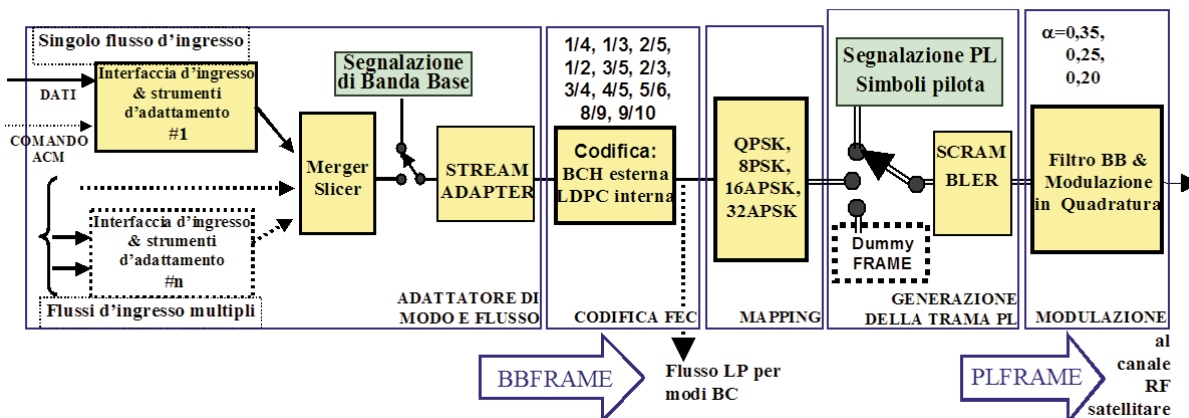 Singolo flusso d'ingresso
DATI
COMANDO
ACM
Interfaccia d'ingresso
& strumenti
d'adattamento
#1
Interfaccia d'ingresso
& strumenti
d'adattamento
#n
Flussi d'ingresso multipli
Merger
Slicer
Segnalazione
di Banda Base
STREAM
ADAPTER
ADATTATORE DI
MODO E FLUSSO
1/4, 1/3, 2/5,
1/2, 3/5, 2/3,
3/4, 4/5, 5/6,
8/9, 9/10
Codifica:
BCH esterna
LDPC interna
CODIFICA FEC
QPSK,
8PSK,
16APSK,
32APSK
MAPPING
Segnalazione PL
Simboli pilota
Dummy
FRAME
SCRAM
BLER
GENERAZIONE
DELLA TRAMA PL
α=0,35,
0,25,
0,20
Filtro BB &
Modulazione
in Quadratura
MODULAZIONE
BBFRAME
Flusso LP per
modi BC
PLFRAME
al
canale
RF
satellitare